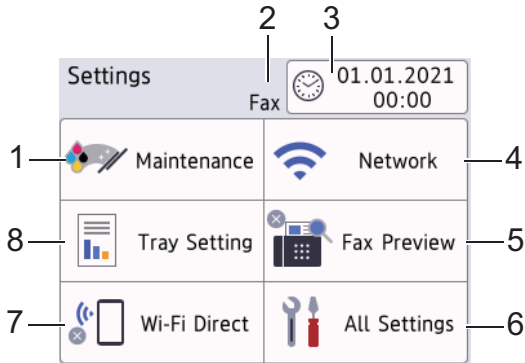 2 3
Settings
01.01.2021
Fax
00:00
1 Maintenance Network 4
8 Tray Setting Fax Preview 5
7 Wi-Fi Direct All Settings 6